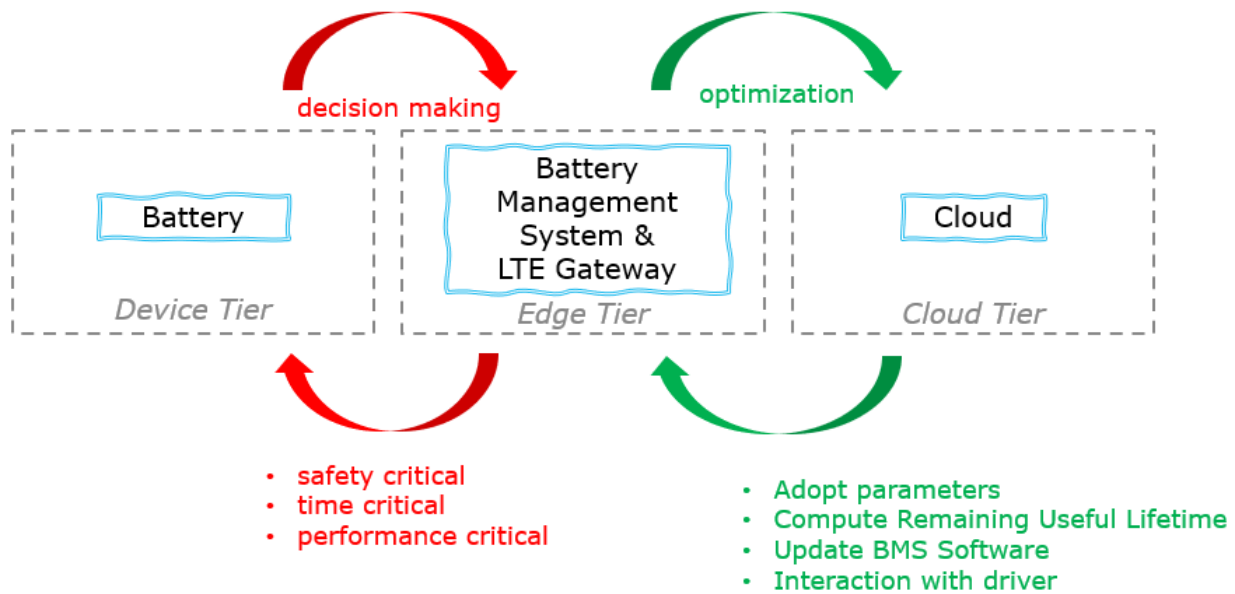 decision making
optimization
Battery
Battery
Management
System &
LTE Gateway
Cloud
Device Tier
Edge Tier
Cloud Tier
• safety critical
• time critical
• performance critical
• Adopt parameters
• Compute Remaining Useful Lifetime
• Update BMS Software
• Interaction with driver